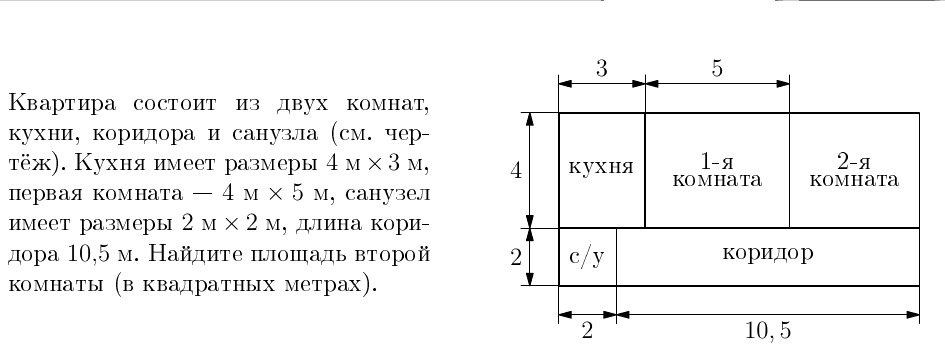 Квартира состоит из двух комнат,
кухни, коридора и санузла (см. чер-
тёж). Кухня имеет размеры 4 м × 3 м,
первая комната — 4 м × 5 м, санузел
имеет размеры 2 м × 2 м, длина кори-
дора 10,5 м. Найдите площадь второй
комнаты (в квадратных метрах).
3
5
4
кухня
1-я
комната
2-я
комната
2
с/у
коридор
2
10, 5